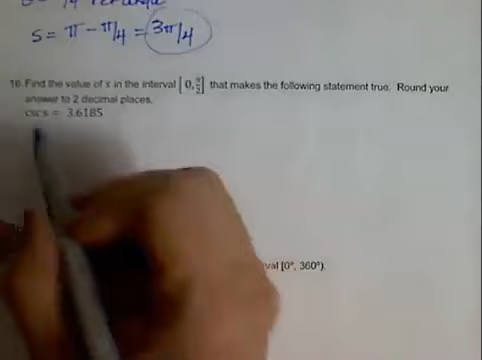 s = π − π/4 = 3π/4
16. Find the value of s in the interval [0, π/2] that makes the following statement true. Round your
answer to 2 decimal places.
csc s = 3.6185
val [0°, 360°).